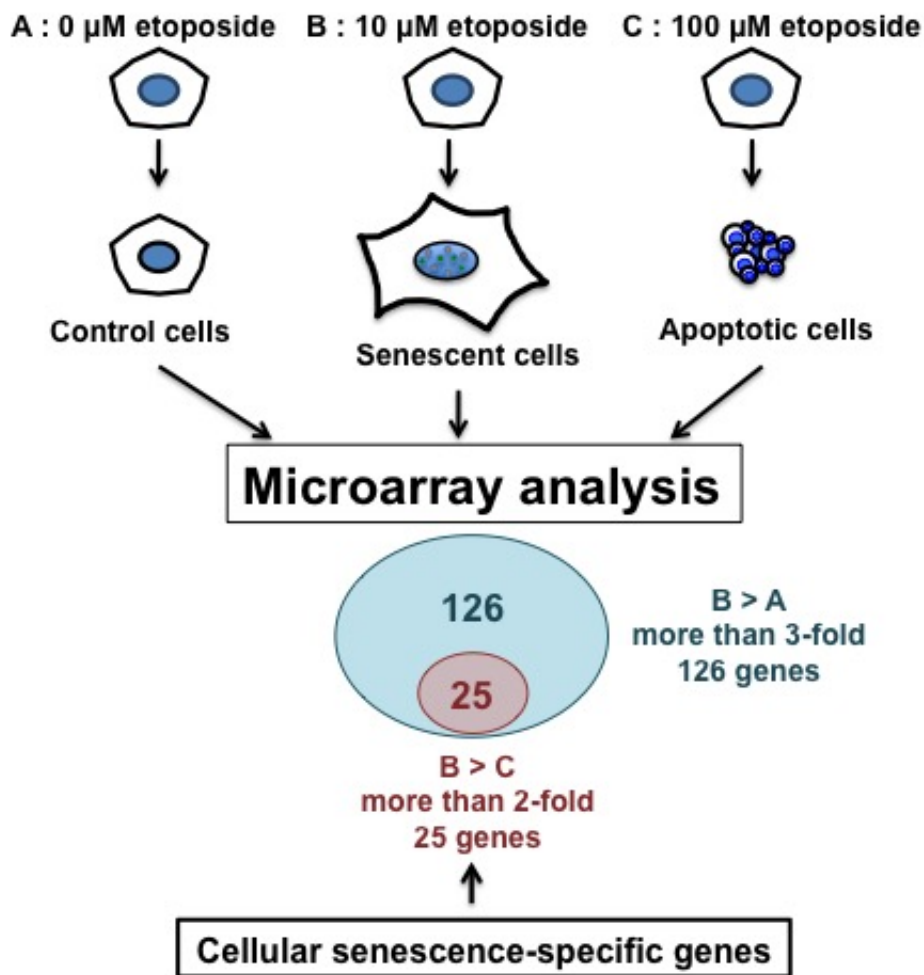 A : 0 µM etoposide B : 10 µM etoposide C : 100 µM etoposide
Control cells
Senescent cells
Apoptotic cells
Microarray analysis
126
25
B > A
more than 3-fold
126 genes
B > C
more than 2-fold
25 genes
Cellular senescence-specific genes